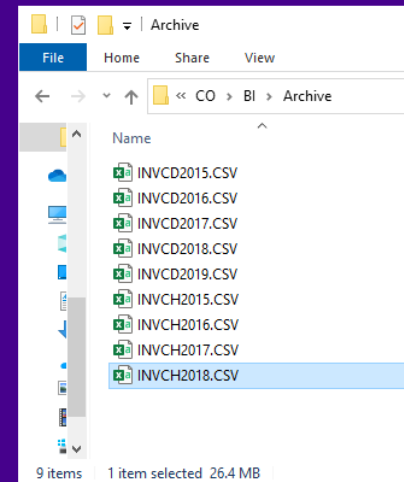 Archive
File Home Share View
« CO > BI > Archive
Name
INVCD2015.CSV
INVCD2016.CSV
INVCD2017.CSV
INVCD2018.CSV
INVCD2019.CSV
INVCH2015.CSV
INVCH2016.CSV
INVCH2017.CSV
INVCH2018.CSV
9 items 1 item selected 26.4 MB